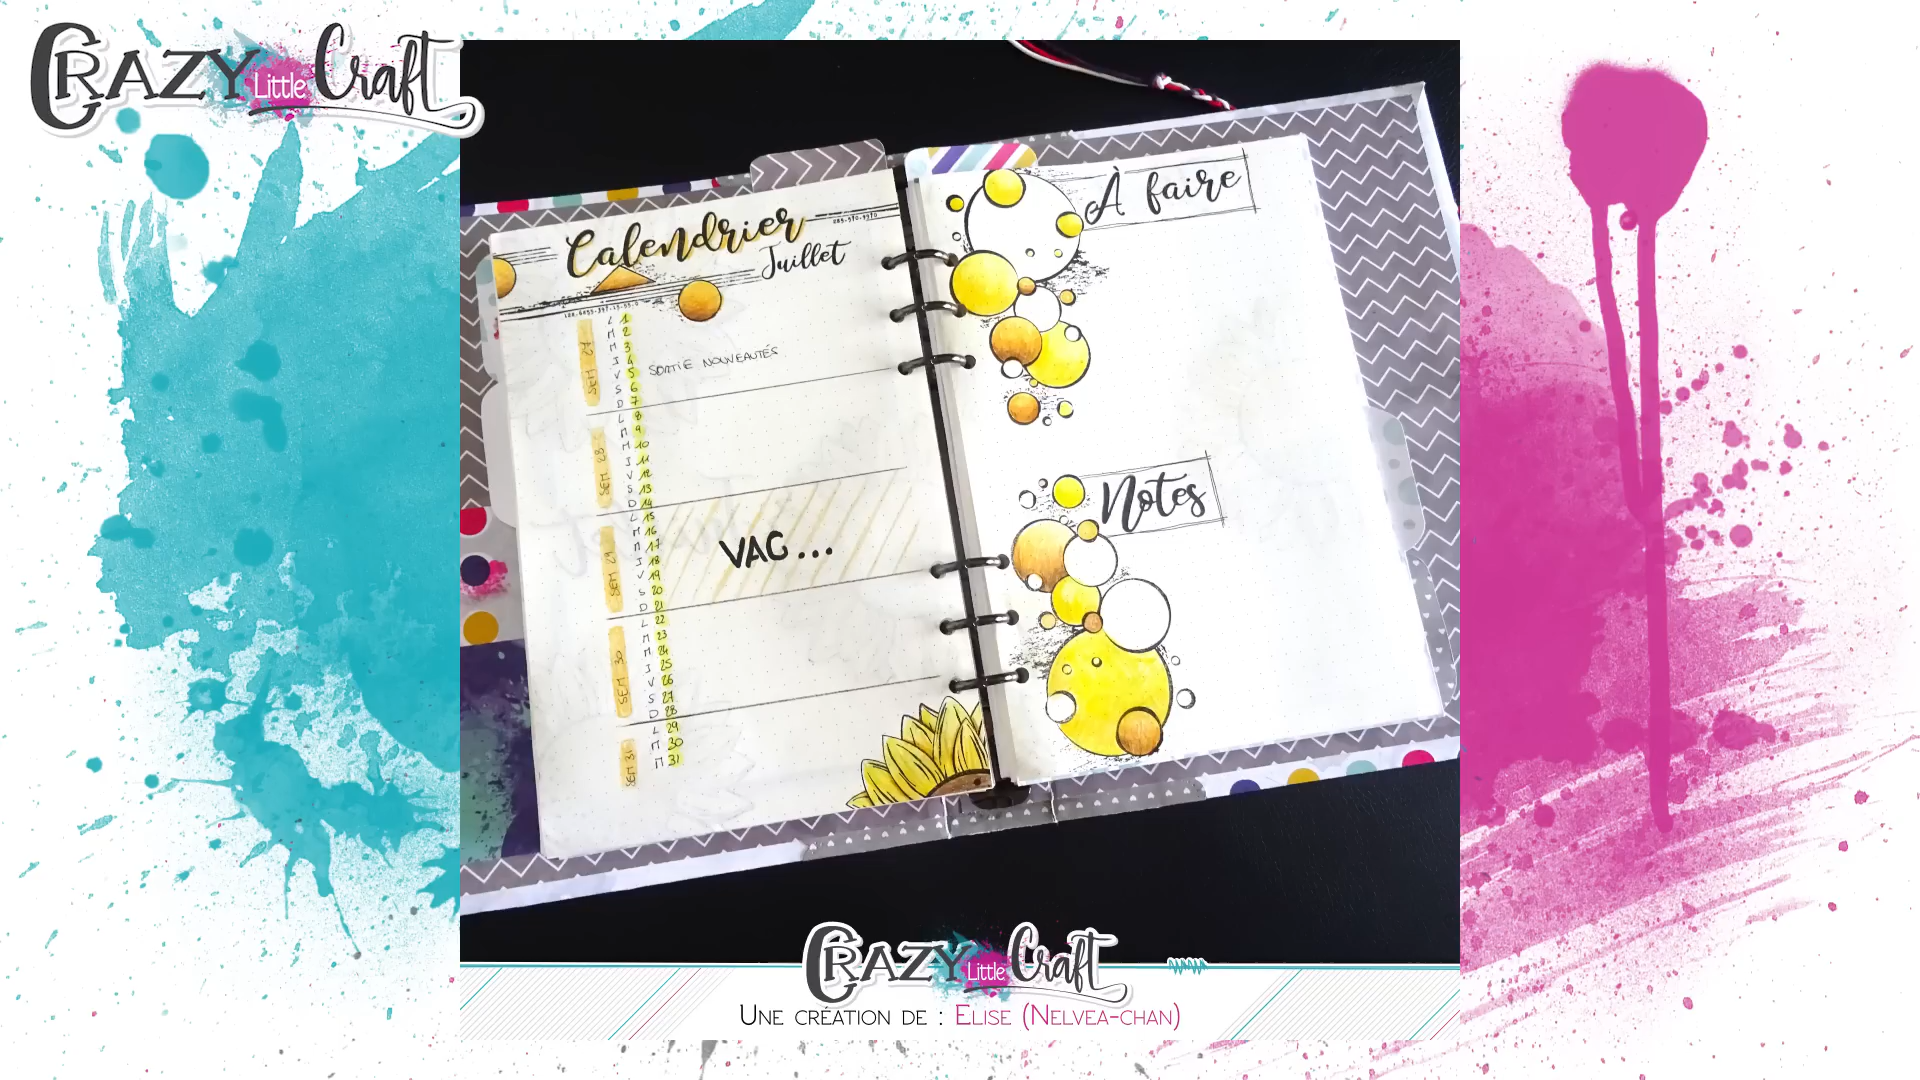 CRAZY Little Craft
Calendrier
Juillet
SEM 27
L 1
M 2
M 3
J 4
V 5 SORTIE NOUVEAUTÉS
S 6
D 7
SEM 28
L 8
M 9
M 10
J 11
V 12
S 13
D 14
SEM 29
L 15
M 16
M 17
J 18
V 19
S 20
D 21
VAC...
SEM 30
L 22
M 23
M 24
J 25
V 26
S 27
D 28
SEM 31
L 29
M 30
M 31
À faire
Notes
CRAZY Little Craft
UNE CRÉATION DE : ELISE (NELVEA-CHAN)